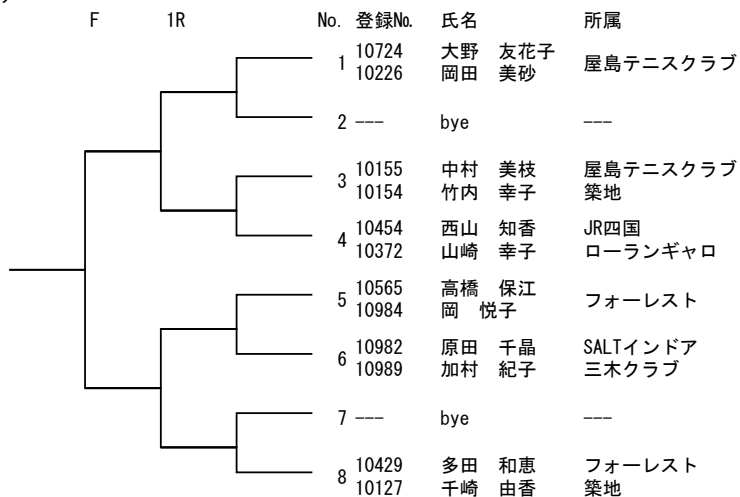 F 1R No. 登録No. 氏名 所属
1 10724 大野 友花子 屋島テニスクラブ
10226 岡田 美砂
2 --- bye ---
3 10155 中村 美枝 屋島テニスクラブ
10154 竹内 幸子 築地
4 10454 西山 知香 JR四国
10372 山崎 幸子 ローランギャロ
5 10565 高橋 保江 フォーレスト
10984 岡 悦子
6 10982 原田 千晶 SALTインドア
10989 加村 紀子 三木クラブ
7 --- bye ---
8 10429 多田 和恵 フォーレスト
10127 千崎 由香 築地